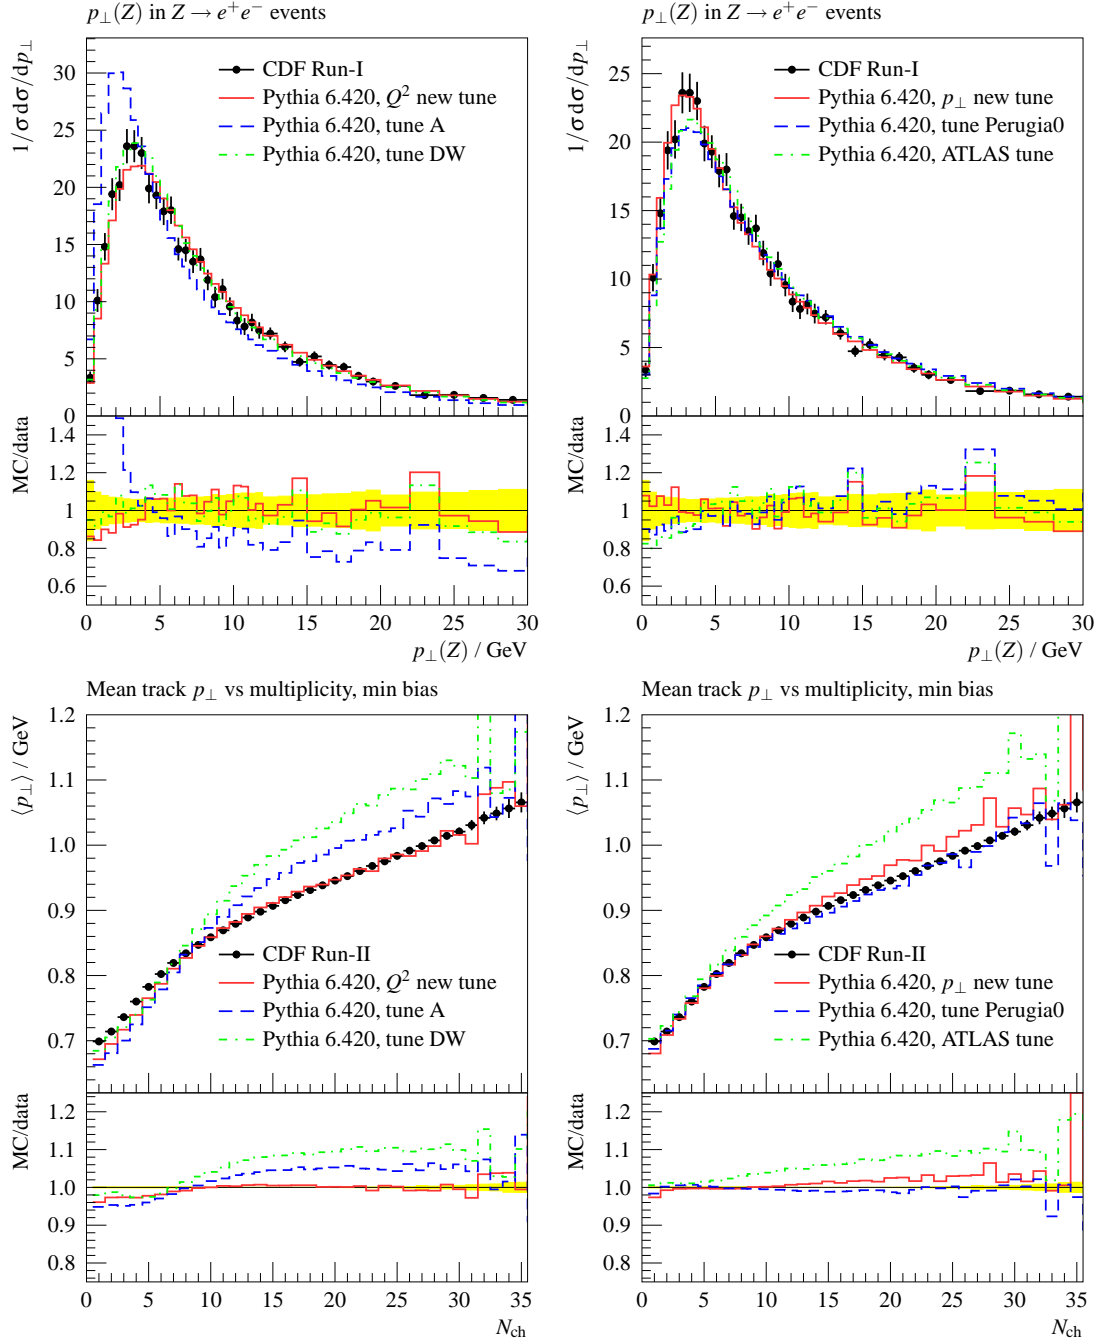 p⊥(Z) in Z → e+e− events
1/σ dσ/dp⊥
30
25
20
15
10
5
0
CDF Run-I
Pythia 6.420, Q² new tune
Pythia 6.420, tune A
Pythia 6.420, tune DW
MC/data
1.4
1.2
1
0.8
0.6
0 5 10 15 20 25 30
p⊥(Z) / GeV
p⊥(Z) in Z → e+e− events
1/σ dσ/dp⊥
25
20
15
10
5
0
CDF Run-I
Pythia 6.420, p⊥ new tune
Pythia 6.420, tune Perugia0
Pythia 6.420, ATLAS tune
MC/data
1.4
1.2
1
0.8
0.6
0 5 10 15 20 25 30
p⊥(Z) / GeV
Mean track p⊥ vs multiplicity, min bias
⟨p⊥⟩ / GeV
1.2
1.1
1.0
0.9
0.8
0.7
CDF Run-II
Pythia 6.420, Q² new tune
Pythia 6.420, tune A
Pythia 6.420, tune DW
MC/data
1.2
1.1
1.0
0.9
0.8
0 5 10 15 20 25 30 35
Nch
Mean track p⊥ vs multiplicity, min bias
⟨p⊥⟩ / GeV
1.2
1.1
1.0
0.9
0.8
0.7
CDF Run-II
Pythia 6.420, p⊥ new tune
Pythia 6.420, tune Perugia0
Pythia 6.420, ATLAS tune
MC/data
1.2
1.1
1.0
0.9
0.8
0 5 10 15 20 25 30 35
Nch